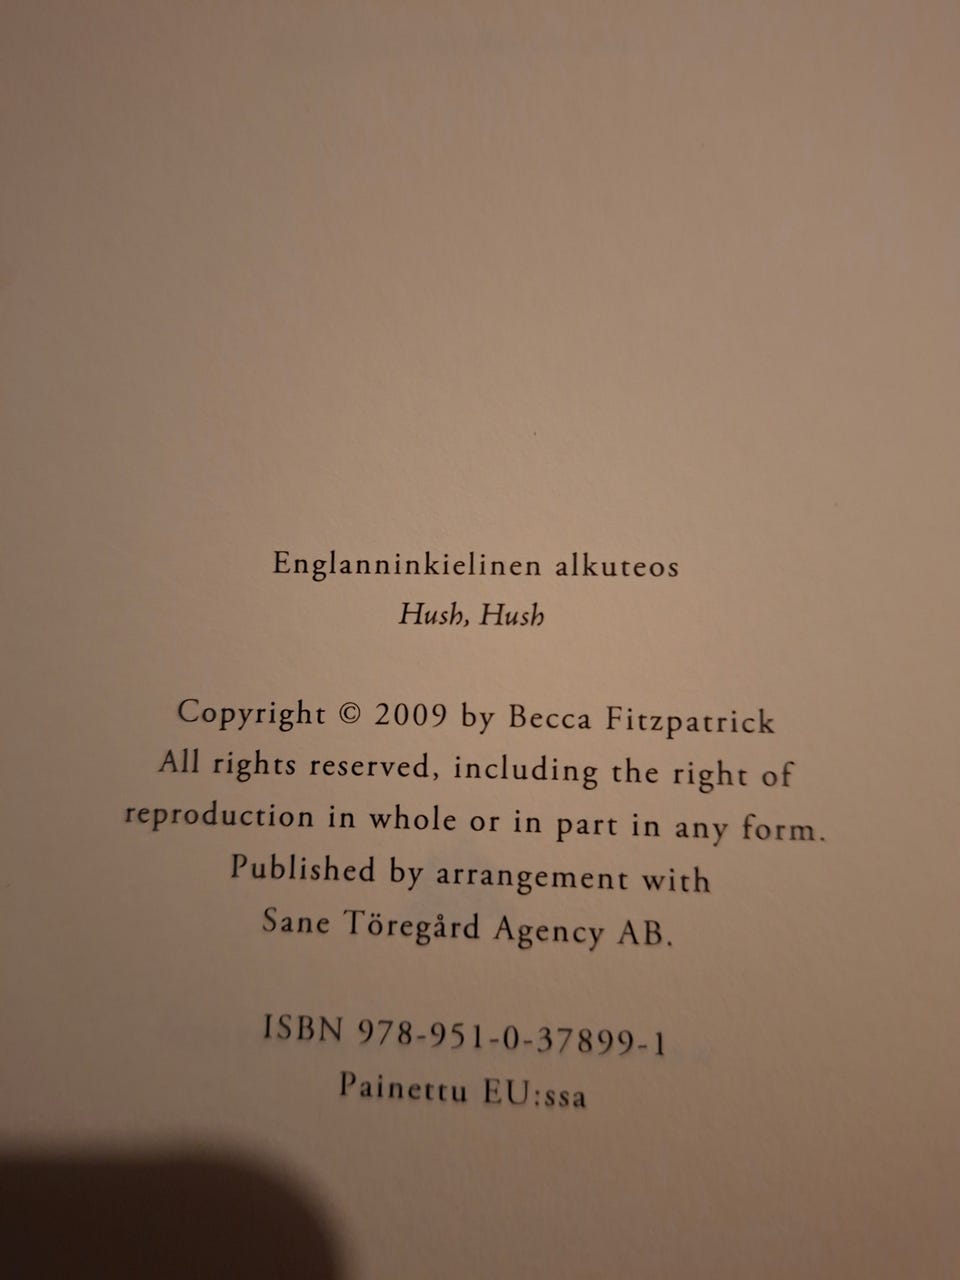 Englanninkielinen alkuteos
Hush, Hush
Copyright © 2009 by Becca Fitzpatrick
All rights reserved, including the right of
reproduction in whole or in part in any form.
Published by arrangement with
Sane Töregård Agency AB.
ISBN 978-951-0-37899-1
Painettu EU:ssa